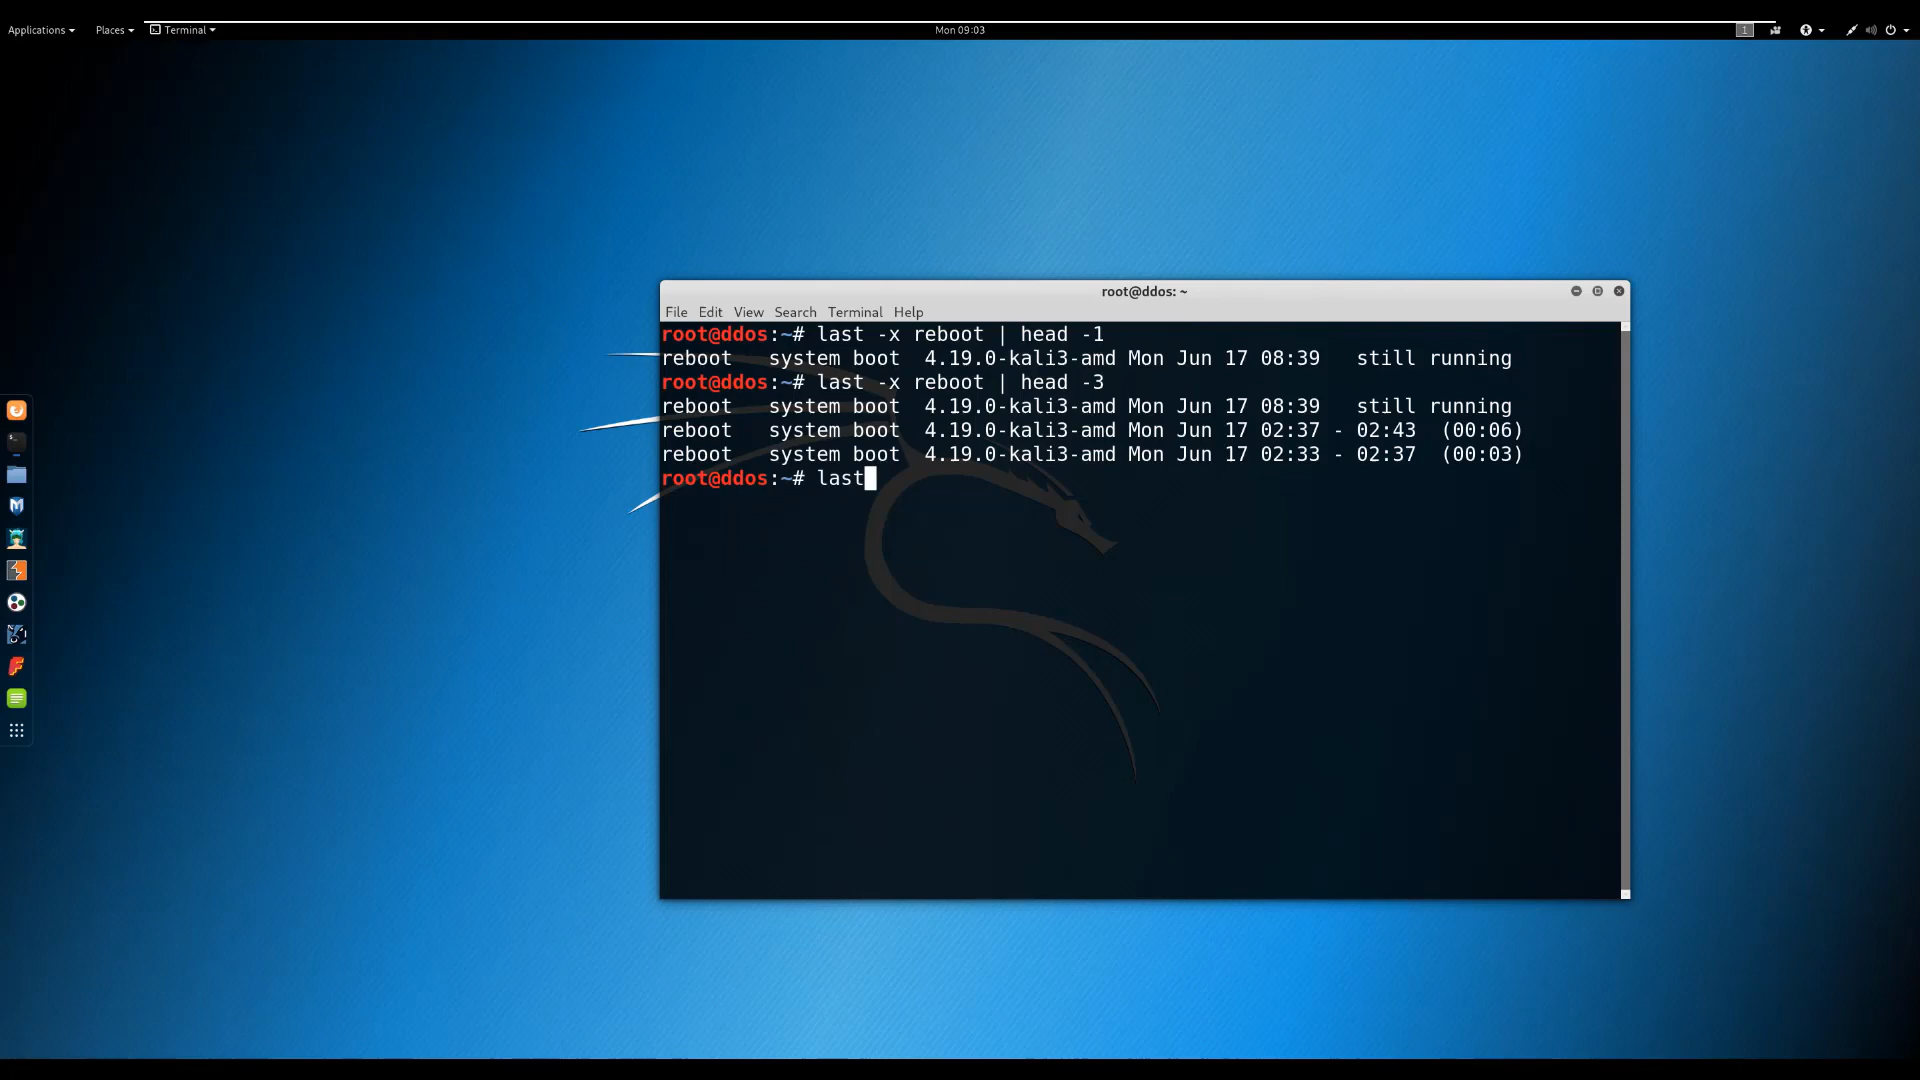 Applications Places Terminal Mon 09:03 1
root@ddos: ~
File Edit View Search Terminal Help
root@ddos:~# last -x reboot | head -1
reboot   system boot  4.19.0-kali3-amd Mon Jun 17 08:39   still running
root@ddos:~# last -x reboot | head -3
reboot   system boot  4.19.0-kali3-amd Mon Jun 17 08:39   still running
reboot   system boot  4.19.0-kali3-amd Mon Jun 17 02:37 - 02:43  (00:06)
reboot   system boot  4.19.0-kali3-amd Mon Jun 17 02:33 - 02:37  (00:03)
root@ddos:~# last